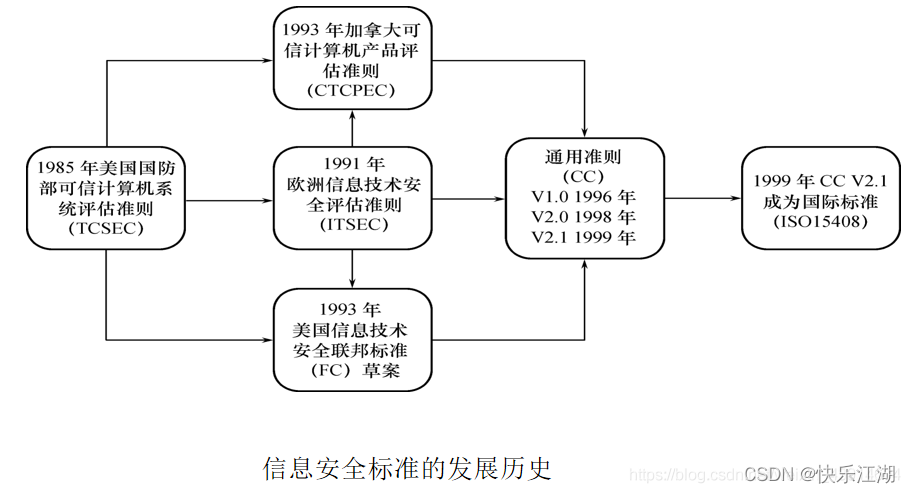 1993 年加拿大可
信计算机产品评
估准则
(CTCPEC)
1985 年美国国防
部可信计算机系
统评估准则
(TCSEC)
1991 年
欧洲信息技术安
全评估准则
(ITSEC)
通用准则
(CC)
V1.0 1996 年
V2.0 1998 年
V2.1 1999 年
1999 年 CC V2.1
成为国际标准
(ISO15408)
1993 年
美国信息技术
安全联邦标准
(FC) 草案
信息安全标准的发展历史
https://blog.csdn
CSDN @快乐江湖